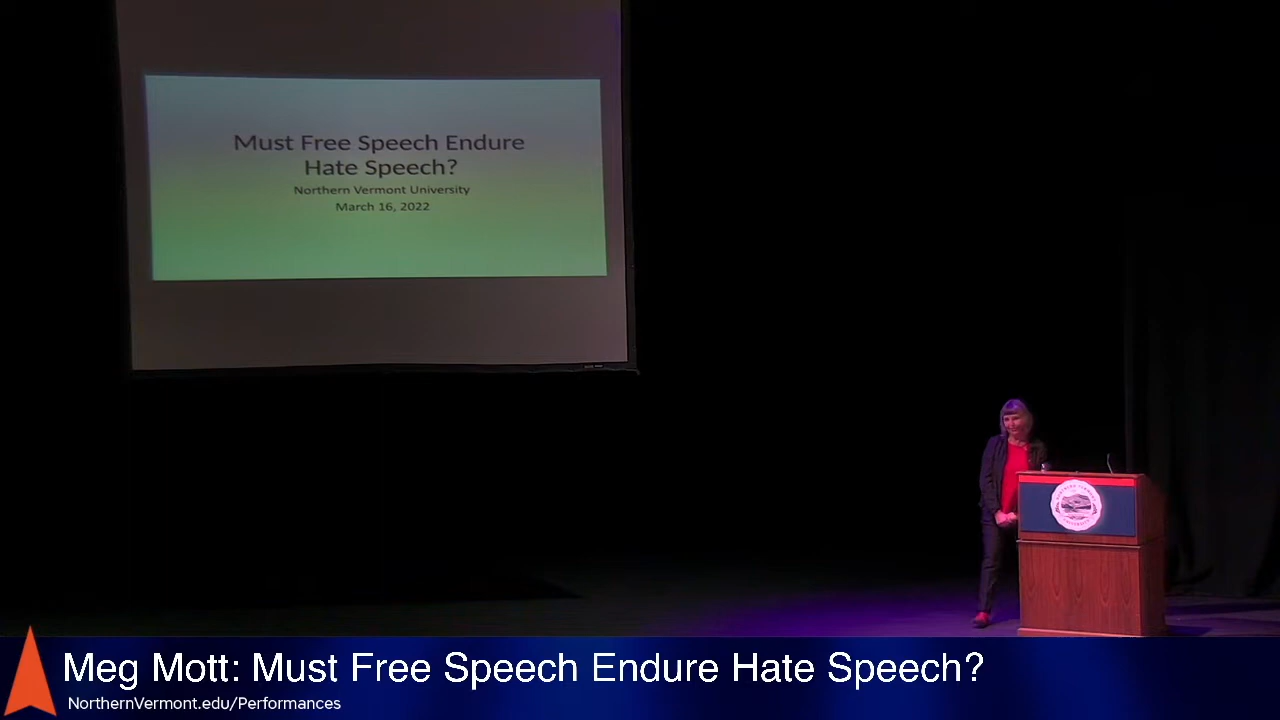 Must Free Speech Endure
Hate Speech?
Northern Vermont University
March 16, 2022
Meg Mott: Must Free Speech Endure Hate Speech?
NorthernVermont.edu/Performances